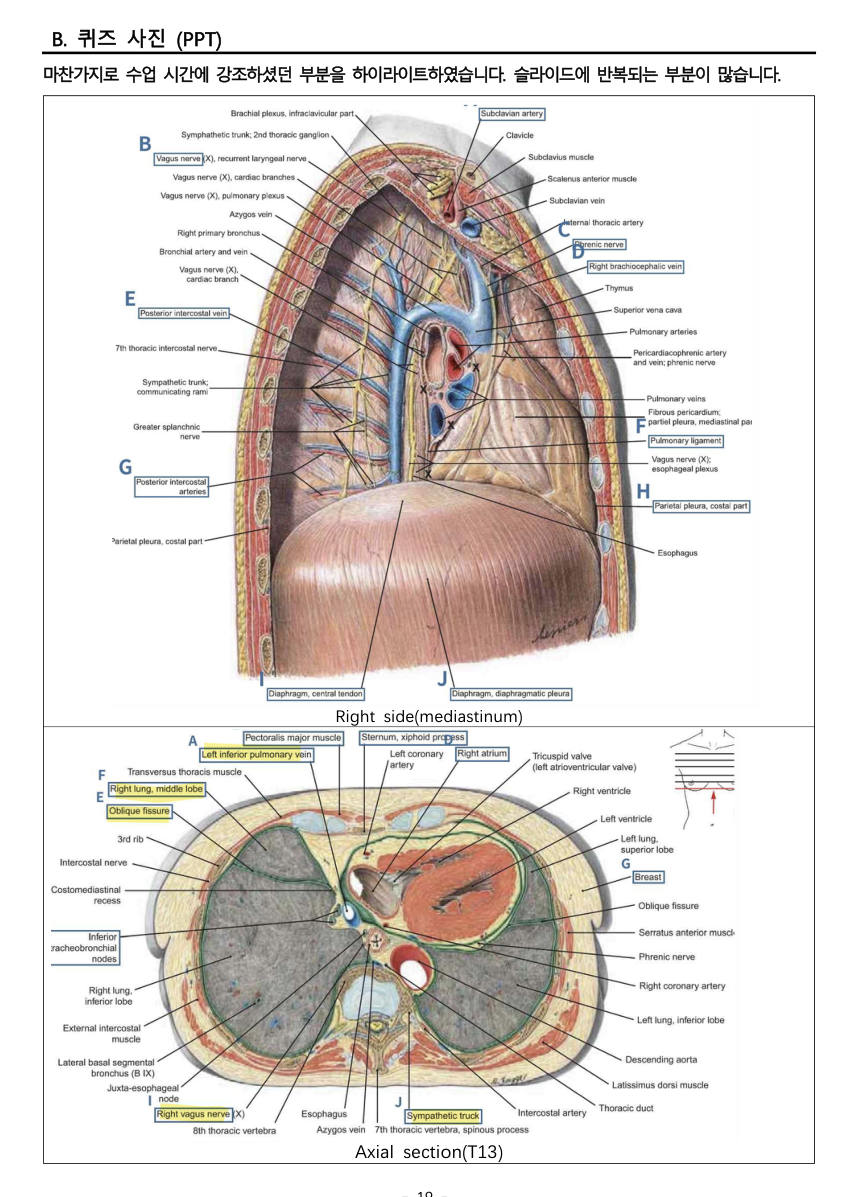 B. 퀴즈 사진 (PPT)
마찬가지로 수업 시간에 강조하셨던 부분을 하이라이트하였습니다. 슬라이드에 반복되는 부분이 많습니다.
Brachial plexus, infraclavicular part
Subclavian artery
Symphathetic trunk; 2nd thoracic ganglion
Clavicle
B
Vagus nerve (X), recurrent laryngeal nerve
Subclavius muscle
Vagus nerve (X), cardiac branches
Scalenus anterior muscle
Vagus nerve (X), pulmonary plexus
Subclavian vein
Azygos vein
Internal thoracic artery
C
Right primary bronchus
Phrenic nerve
D
Bronchial artery and vein
Right brachiocephalic vein
Vagus nerve (X),
cardiac branch
Thymus
E
Posterior intercostal vein
Superior vena cava
Pulmonary arteries
7th thoracic intercostal nerve
Pericardiacophrenic artery
and vein; phrenic nerve
Sympathetic trunk;
communicating rami
X
X
X
X
Pulmonary veins
Fibrous pericardium;
partiel pleura, mediastinal
F
Greater splanchnic
nerve
Pulmonary ligament
Vagus nerve (X);
esophageal plexus
G
Posterior intercostal
arteries
H
Parietal pleura, costal part
Parietal pleura, costal part
Esophagus
I
Diaphragm, central tendon
J
Diaphragm, diaphragmatic pleura
Right side(mediastinum)
A
Pectoralis major muscle
Sternum, xiphoid process
D
Left inferior pulmonary vein
Left coronary
artery
Right atrium
Tricuspid valve
(left atrioventricular valve)
F
Transversus thoracis muscle
Right lung, middle lobe
Right ventricle
E
Oblique fissure
Left ventricle
3rd rib
Left lung,
superior lobe
Intercostal nerve
G
Breast
Costomediastinal
recess
Oblique fissure
Inferior
tracheobronchial
nodes
Serratus anterior muscle
Phrenic nerve
Right lung,
inferior lobe
Right coronary artery
External intercostal
muscle
Left lung, inferior lobe
Lateral basal segmental
bronchus (B IX)
Descending aorta
Juxta-esophageal
node
Latissimus dorsi muscle
I
Right vagus nerve (X)
Esophagus
J
Sympathetic truck
Intercostal artery
Thoracic duct
8th thoracic vertebra
Azygos vein
7th thoracic vertebra, spinous process
Axial section(T13)
- 19 -